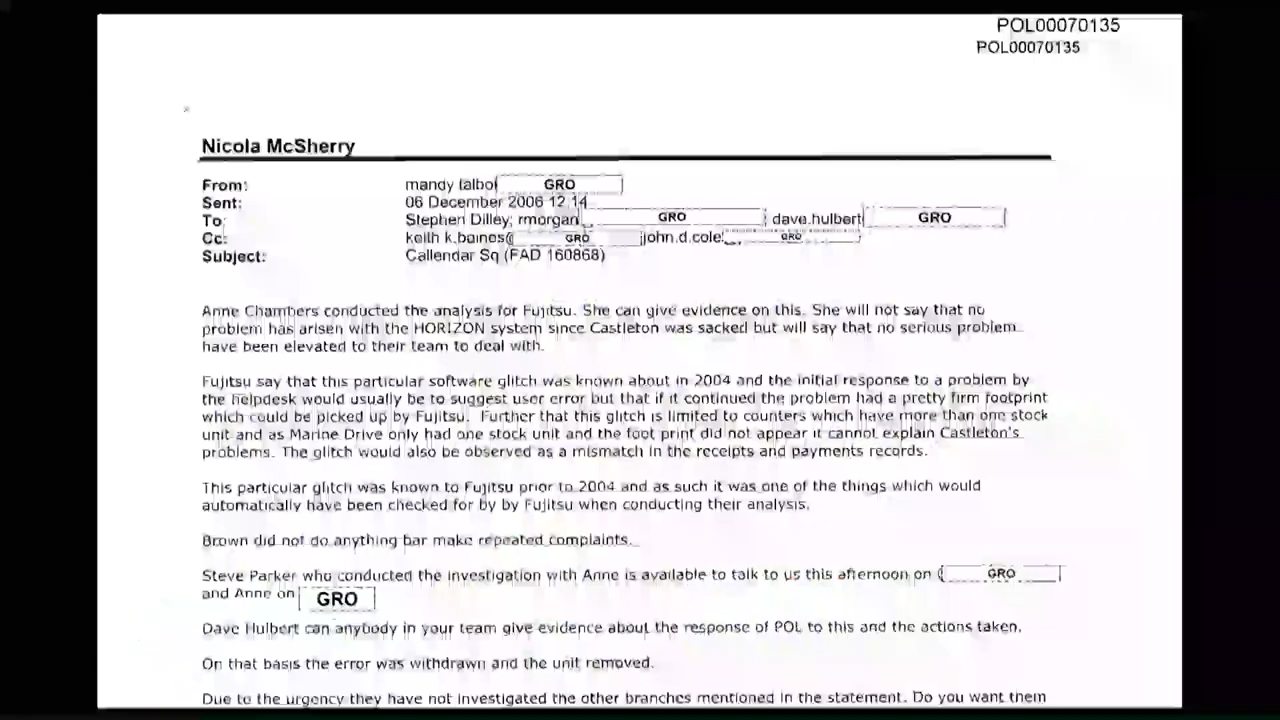 POL00070135
POL00070135
Nicola McSherry
From: mandy talbot GRO
Sent: 06 December 2006 12 14
To: Stephen Dilley; rmorgan GRO dave.hulbert GRO
Cc: keith k.baines@ GRO john.d.cole GRO
Subject: Callendar Sq (FAD 160868)
Anne Chambers conducted the analysis for Fujitsu. She can give evidence on this. She will not say that no
problem has arisen with the HORIZON system since Castleton was sacked but will say that no serious problem
have been elevated to their team to deal with.
Fujitsu say that this particular software glitch was known about in 2004 and the initial response to a problem by
the helpdesk would usually be to suggest user error but that if it continued the problem had a pretty firm footprint
which could be picked up by Fujitsu. Further that this glitch is limited to counters which have more than one stock
unit and as Marine Drive only had one stock unit and the foot print did not appear it cannot explain Castleton's
problems. The glitch would also be observed as a mismatch in the receipts and payments records.
This particular glitch was known to Fujitsu prior to 2004 and as such it was one of the things which would
automatically have been checked for by by Fujitsu when conducting their analysis.
Brown did not do anything bar make repeated complaints.
Steve Parker who conducted the investigation with Anne is available to talk to us this afternoon on ( GRO
and Anne on GRO
Dave Hulbert can anybody in your team give evidence about the response of POL to this and the actions taken.
On that basis the error was withdrawn and the unit removed.
Due to the urgency they have not investigated the other branches mentioned in the statement. Do you want them